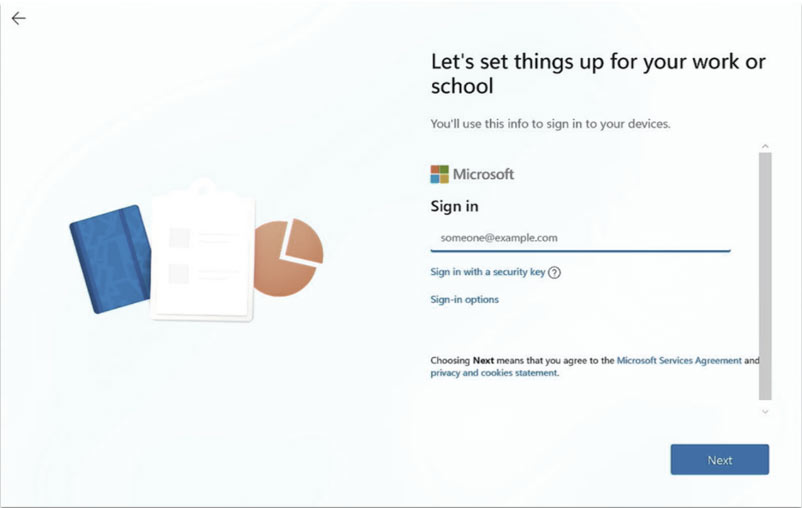 Let's set things up for your work or
school
You'll use this info to sign in to your devices.
Microsoft
Sign in
someone@example.com
Sign in with a security key ?
Sign-in options
Choosing Next means that you agree to the Microsoft Services Agreement and
privacy and cookies statement.
Next